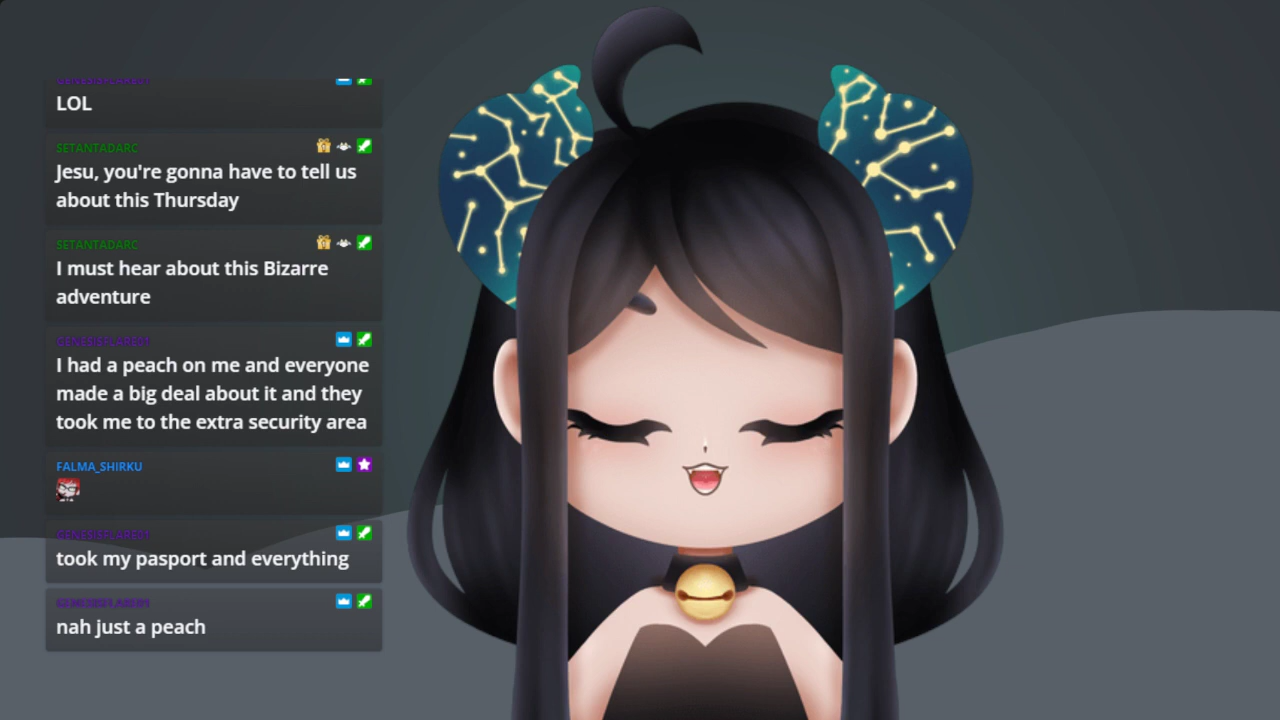 LOL
SETANTADARC
Jesu, you're gonna have to tell us
about this Thursday
SETANTADARC
I must hear about this Bizarre
adventure
I had a peach on me and everyone
made a big deal about it and they
took me to the extra security area
FALMA_SHIRKU
took my pasport and everything
nah just a peach